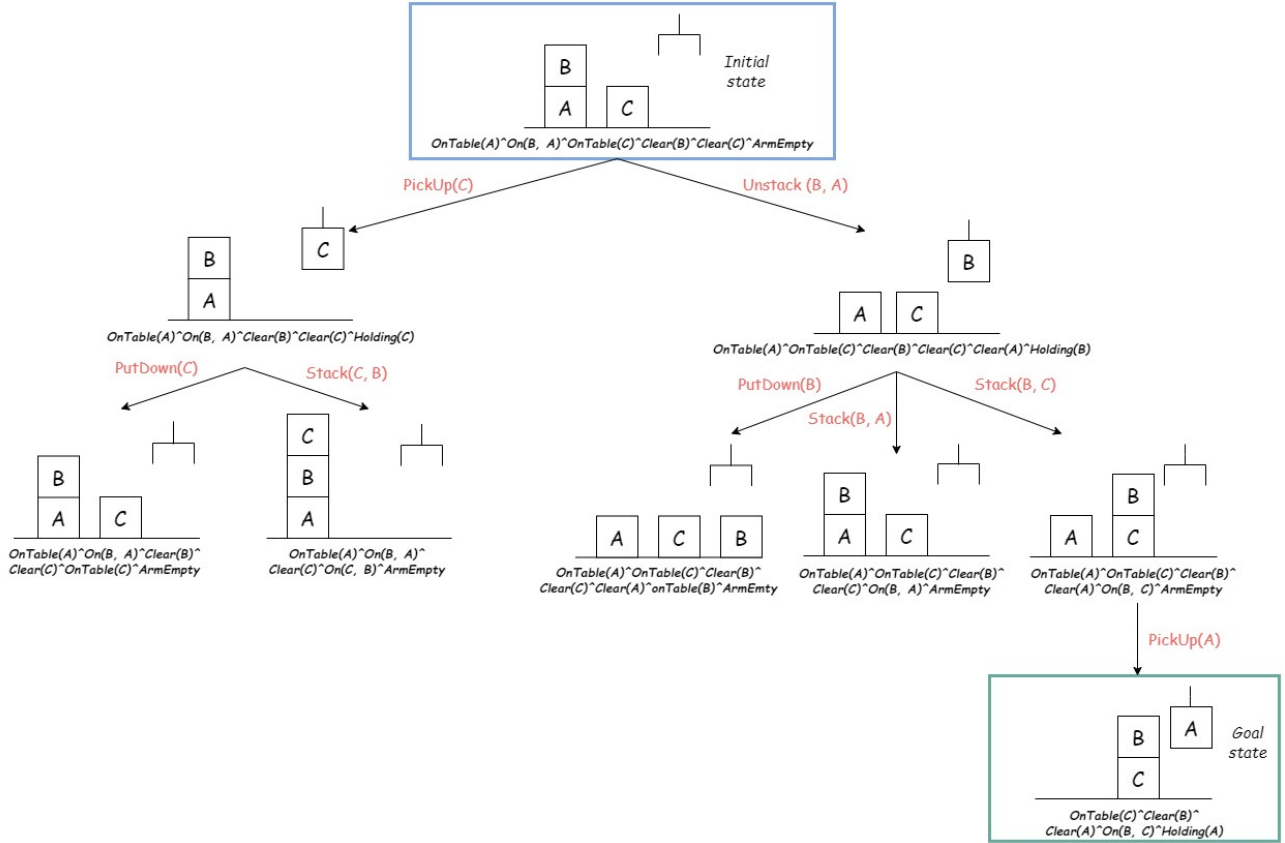 B
Initial
state
A
C
OnTable(A)^On(B, A)^OnTable(C)^Clear(B)^Clear(C)^ArmEmpty
PickUp(C)
Unstack (B, A)
B
C
A
OnTable(A)^On(B, A)^Clear(B)^Clear(C)^Holding(C)
B
A
C
OnTable(A)^OnTable(C)^Clear(B)^Clear(C)^Clear(A)^Holding(B)
PutDown(C)
Stack(C, B)
PutDown(B)
Stack(B, A)
Stack(B, C)
B
A
C
OnTable(A)^On(B, A)^Clear(B)^
Clear(C)^OnTable(C)^ArmEmpty
C
B
A
OnTable(A)^On(B, A)^
Clear(C)^On(C, B)^ArmEmpty
A
C
B
OnTable(A)^OnTable(C)^Clear(B)^
Clear(C)^Clear(A)^onTable(B)^ArmEmty
B
A
C
OnTable(A)^OnTable(C)^Clear(B)^
Clear(C)^On(B, A)^ArmEmpty
B
A
C
OnTable(A)^OnTable(C)^Clear(B)^
Clear(A)^On(B, C)^ArmEmpty
PickUp(A)
B
A
C
Goal
state
OnTable(C)^Clear(B)^
Clear(A)^On(B, C)^Holding(A)